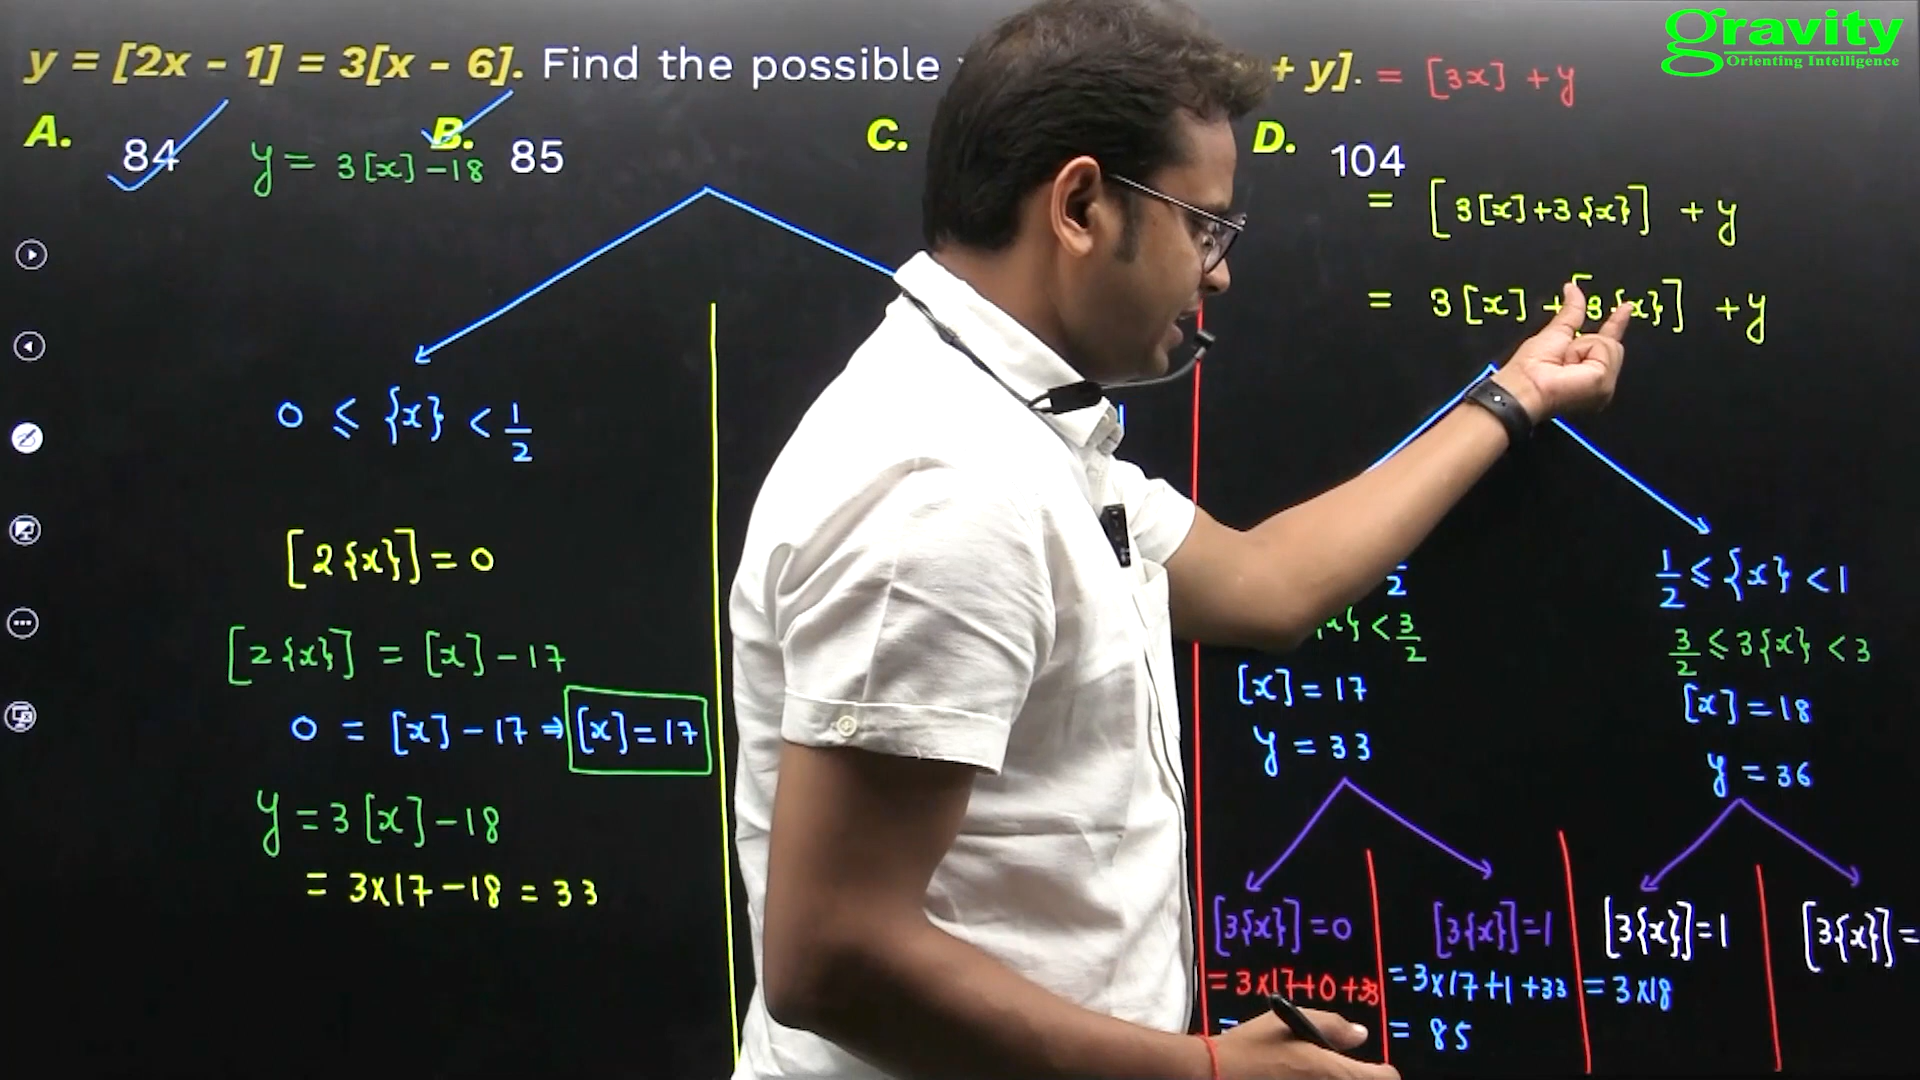 y = [2x - 1] = 3[x - 6]. Find the possible
+ y]. = [3x] + y
gravity
Orienting Intelligence
A. 84
B. 85
C.
D. 104
y = 3[x] - 18
= [3[x] + 3{x}] + y
= 3[x] + [3{x}] + y
0 ≤ {x} < 1/2
[2{x}] = 0
[2{x}] = [x] - 17
0 = [x] - 17 ⇒ [x] = 17
y = 3[x] - 18
= 3×17 - 18 = 33
x} < 3/2
[x] = 17
y = 33
1/2 ≤ {x} < 1
3/2 ≤ 3{x} < 3
[x] = 18
y = 36
[3{x}] = 0
= 3×17 + 0 + 33
=
[3{x}] = 1
= 3×17 + 1 + 33
= 85
[3{x}] = 1
= 3×18
[3{x}] =